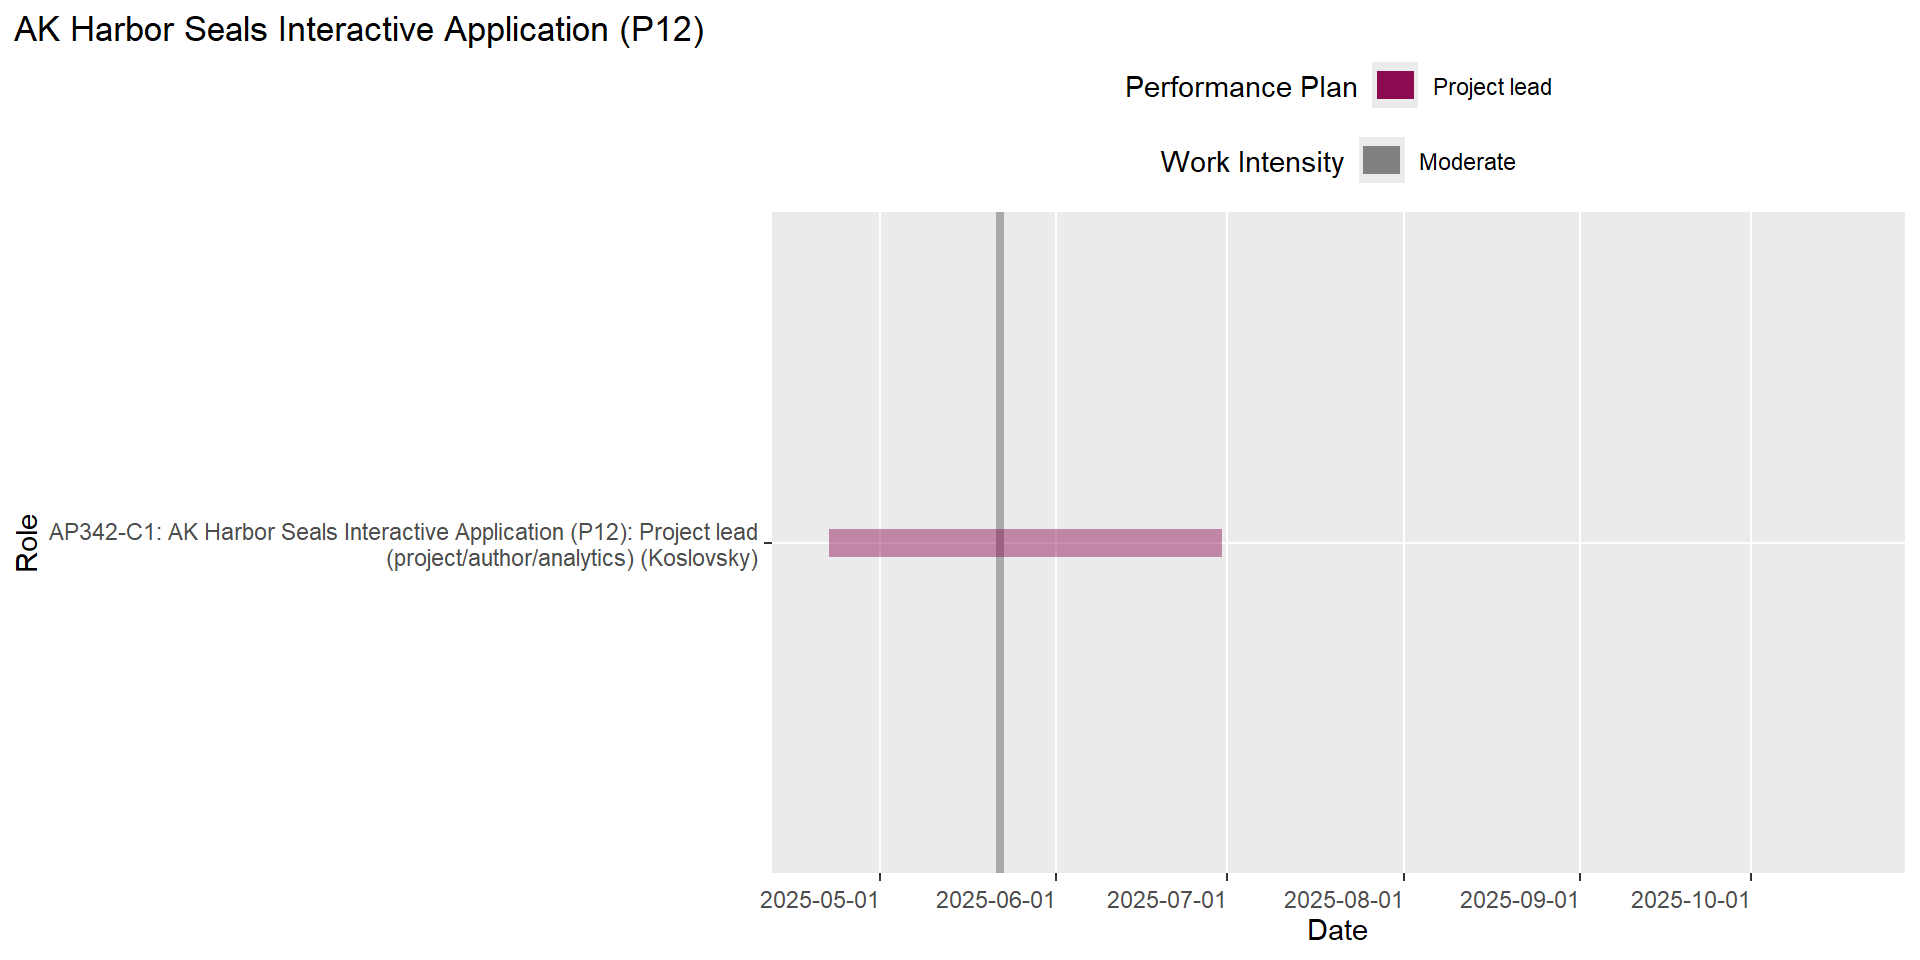 AK Harbor Seals Interactive Application (P12)
Performance Plan Project lead
Work Intensity Moderate
Role
AP342-C1: AK Harbor Seals Interactive Application (P12): Project lead
(project/author/analytics) (Koslovsky)
2025-05-01 2025-06-01 2025-07-01 2025-08-01 2025-09-01 2025-10-01
Date